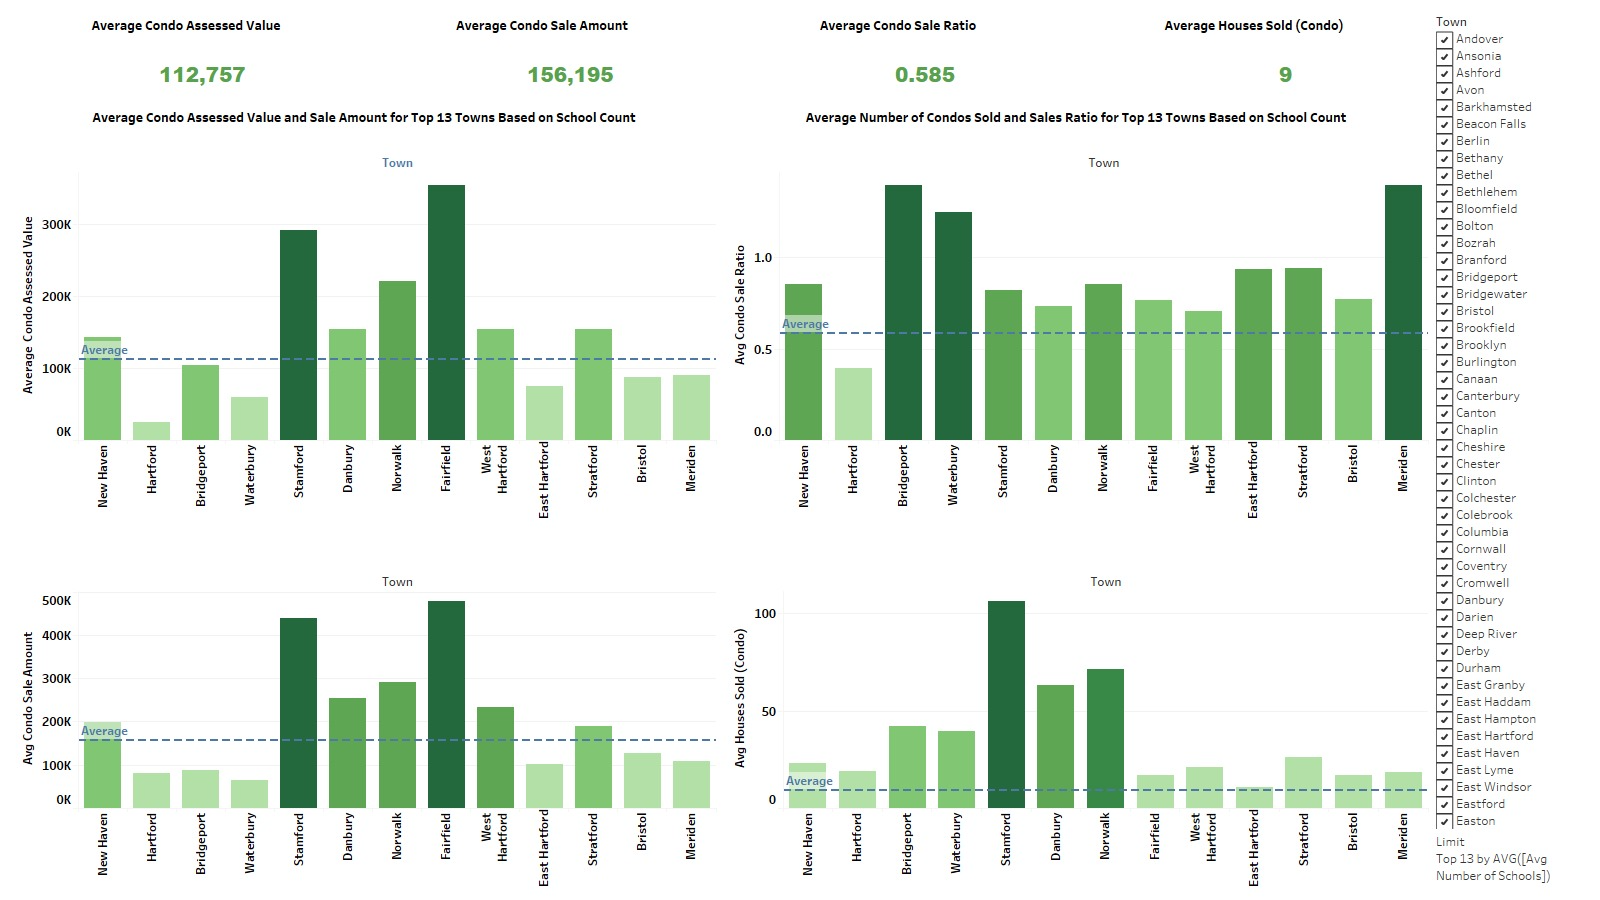 Average Condo Assessed Value
Average Condo Sale Amount
Average Condo Sale Ratio
Average Houses Sold (Condo)
112,757
156,195
0.585
9
Average Condo Assessed Value and Sale Amount for Top 13 Towns Based on School Count
Town
Average Condo Assessed Value
300K
200K
100K
0K
Average
New Haven
Hartford
Bridgeport
Waterbury
Stamford
Danbury
Norwalk
Fairfield
West
Hartford
East Hartford
Stratford
Bristol
Meriden
Town
Avg Condo Sale Amount
500K
400K
300K
200K
100K
0K
Average
New Haven
Hartford
Bridgeport
Waterbury
Stamford
Danbury
Norwalk
Fairfield
West
Hartford
East Hartford
Stratford
Bristol
Meriden
Average Number of Condos Sold and Sales Ratio for Top 13 Towns Based on School Count
Town
Avg Condo Sale Ratio
1.0
0.5
0.0
Average
New Haven
Hartford
Bridgeport
Waterbury
Stamford
Danbury
Norwalk
Fairfield
West
Hartford
East Hartford
Stratford
Bristol
Meriden
Town
Avg Houses Sold (Condo)
100
50
0
Average
New Haven
Hartford
Bridgeport
Waterbury
Stamford
Danbury
Norwalk
Fairfield
West
Hartford
East Hartford
Stratford
Bristol
Meriden
Town
Andover
Ansonia
Ashford
Avon
Barkhamsted
Beacon Falls
Berlin
Bethany
Bethel
Bethlehem
Bloomfield
Bolton
Bozrah
Branford
Bridgeport
Bridgewater
Bristol
Brookfield
Brooklyn
Burlington
Canaan
Canterbury
Canton
Chaplin
Cheshire
Chester
Clinton
Colchester
Colebrook
Columbia
Cornwall
Coventry
Cromwell
Danbury
Darien
Deep River
Derby
Durham
East Granby
East Haddam
East Hampton
East Hartford
East Haven
East Lyme
East Windsor
Eastford
Easton
Limit
Top 13 by AVG([Avg
Number of Schools])